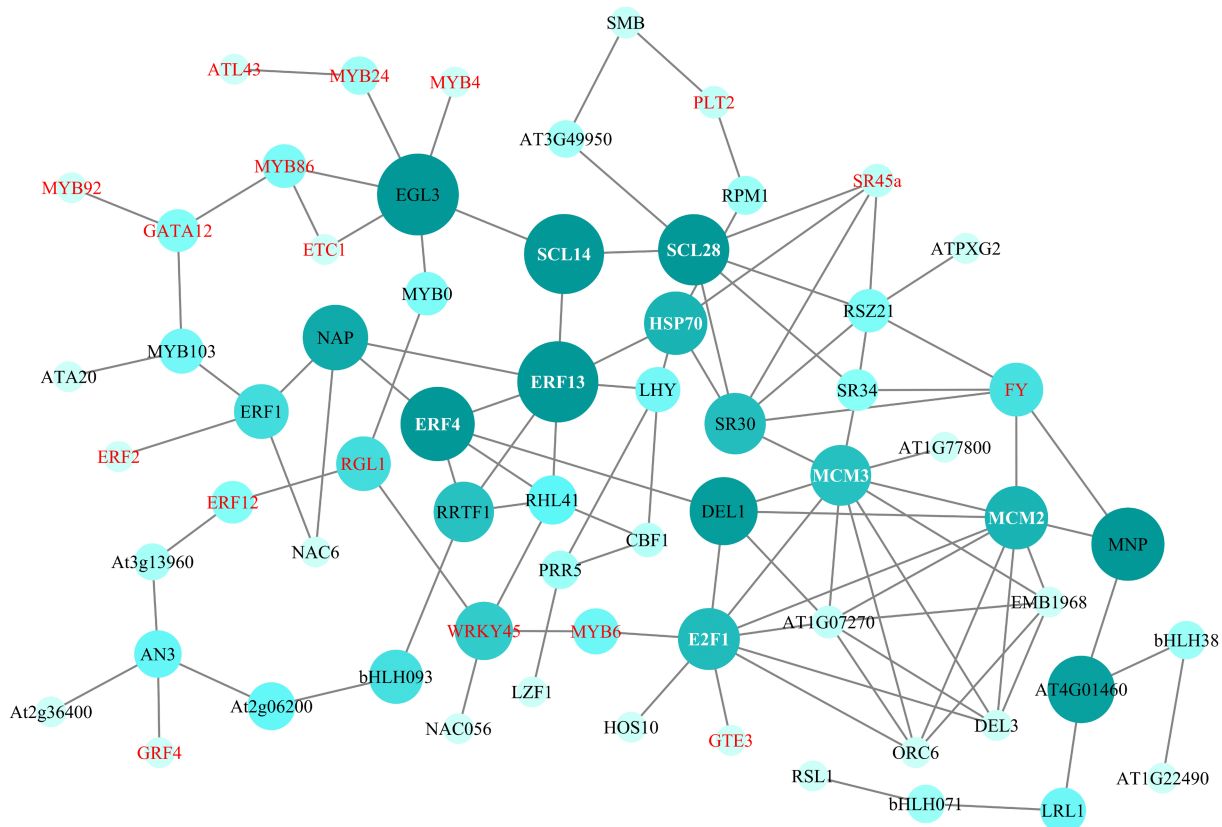 SMB
ATL43
MYB24
MYB4
PLT2
AT3G49950
MYB86
SR45a
MYB92
EGL3
RPM1
GATA12
ETC1
SCL14
SCL28
ATPXG2
MYB0
RSZ21
HSP70
NAP
MYB103
ATA20
ERF13
LHY
SR34
FY
ERF1
ERF4
SR30
AT1G77800
ERF2
RGL1
MCM3
ERF12
RRTF1
RHL41
DEL1
MCM2
CBF1
MNP
NAC6
At3g13960
PRR5
EMB1968
AT1G07270
WRKY45
MYB6
E2F1
bHLH38
AN3
bHLH093
AT4G01460
LZF1
At2g06200
At2g36400
NAC056
HOS10
DEL3
GTE3
GRF4
ORC6
RSL1
AT1G22490
bHLH071
LRL1